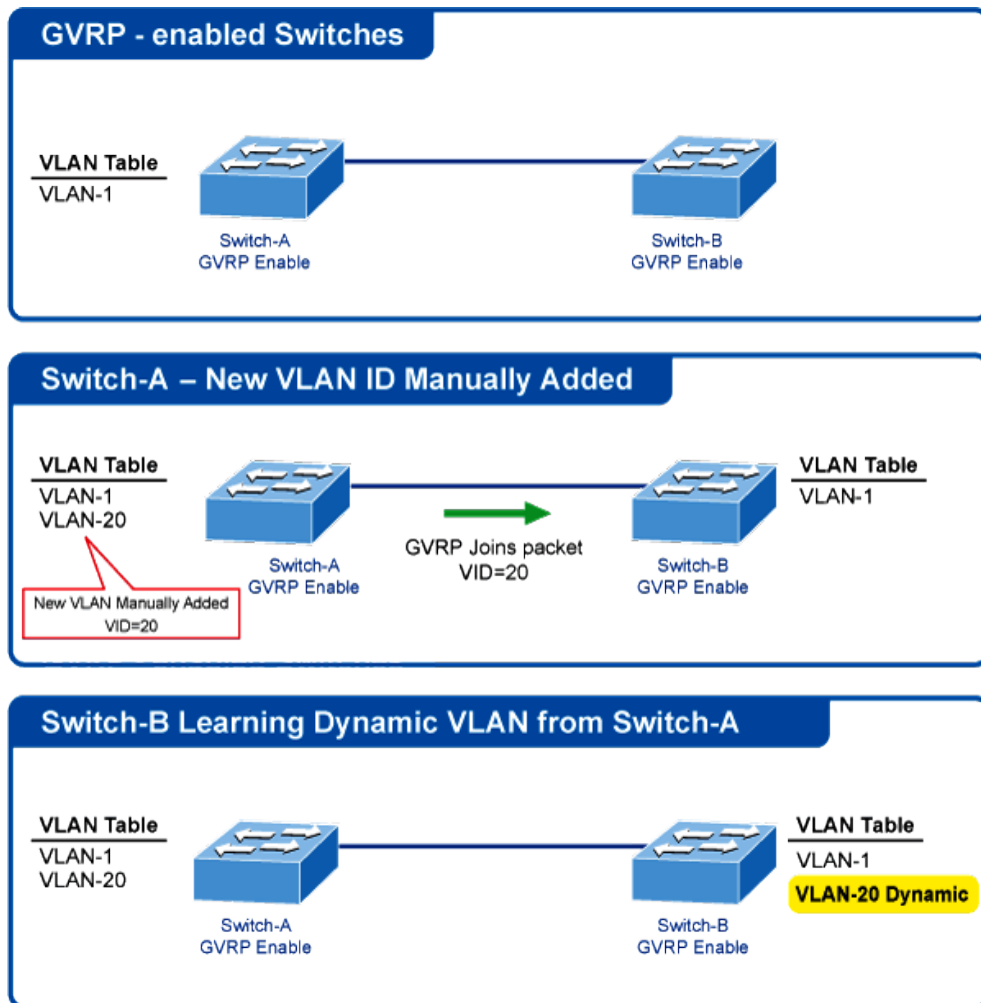 GVRP - enabled Switches
VLAN Table
VLAN-1
Switch-A
GVRP Enable
Switch-B
GVRP Enable
Switch-A – New VLAN ID Manually Added
VLAN Table
VLAN-1
VLAN-20
New VLAN Manually Added
VID=20
Switch-A
GVRP Enable
GVRP Joins packet
VID=20
Switch-B
GVRP Enable
VLAN Table
VLAN-1
Switch-B Learning Dynamic VLAN from Switch-A
VLAN Table
VLAN-1
VLAN-20
Switch-A
GVRP Enable
Switch-B
GVRP Enable
VLAN Table
VLAN-1
VLAN-20 Dynamic